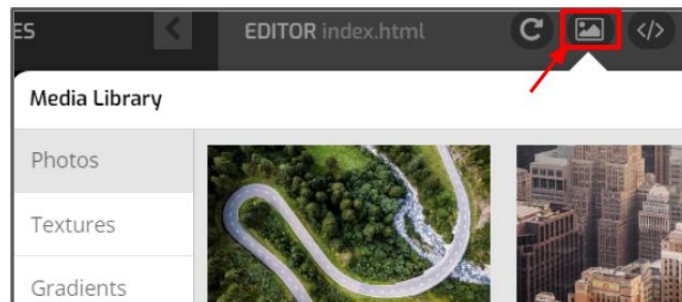 ES
EDITOR index.html
</>
Media Library
Photos
Textures
Gradients